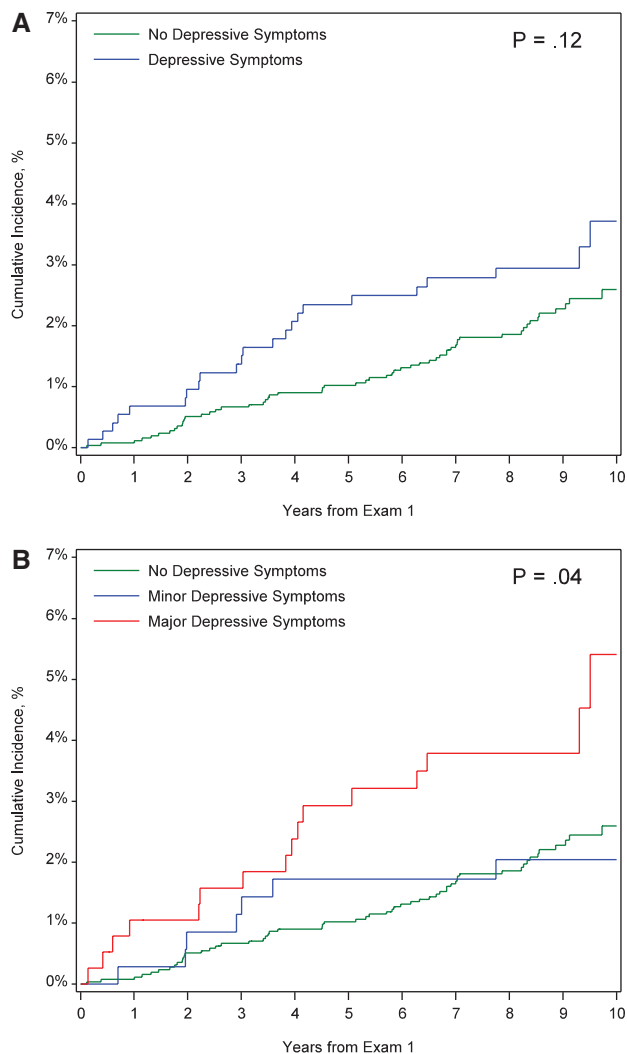 A
7%
6%
5%
4%
3%
2%
1%
0%
Cumulative Incidence, %
No Depressive Symptoms
Depressive Symptoms
P = .12
0 1 2 3 4 5 6 7 8 9 10
Years from Exam 1
B
7%
6%
5%
4%
3%
2%
1%
0%
Cumulative Incidence, %
No Depressive Symptoms
Minor Depressive Symptoms
Major Depressive Symptoms
P = .04
0 1 2 3 4 5 6 7 8 9 10
Years from Exam 1